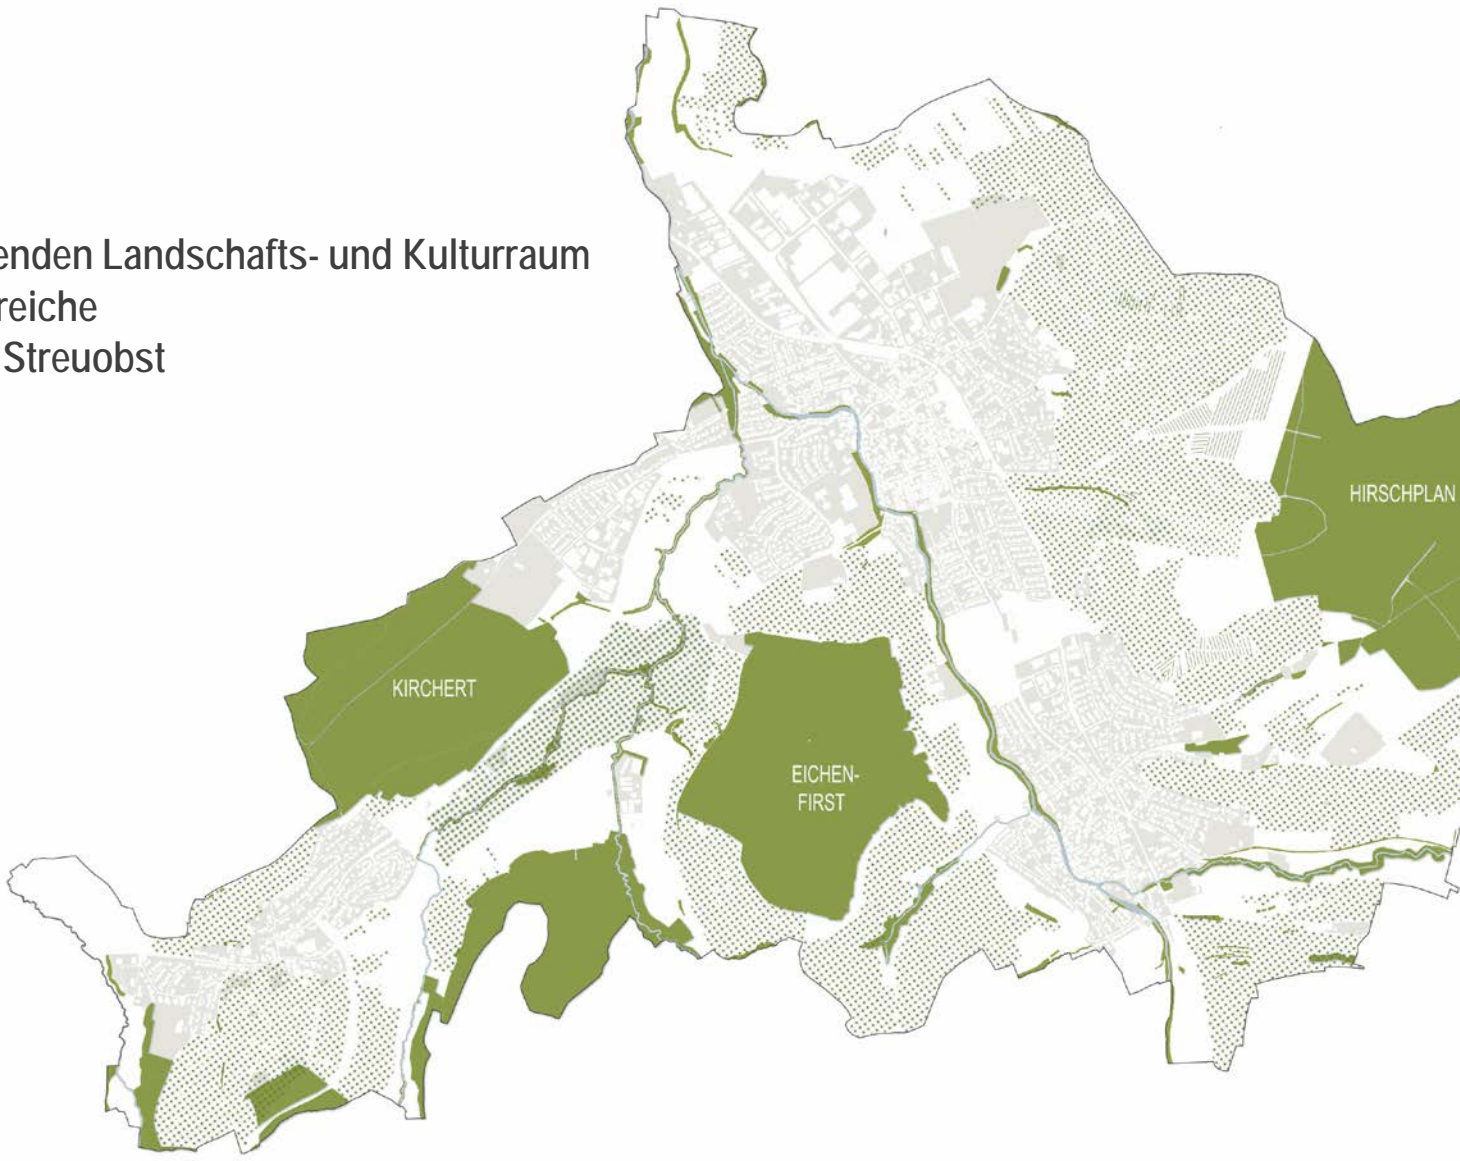 enden Landschafts- und Kulturraum
reiche
Streuobst
HIRSCHPLAN
KIRCHERT
EICHEN-
FIRST